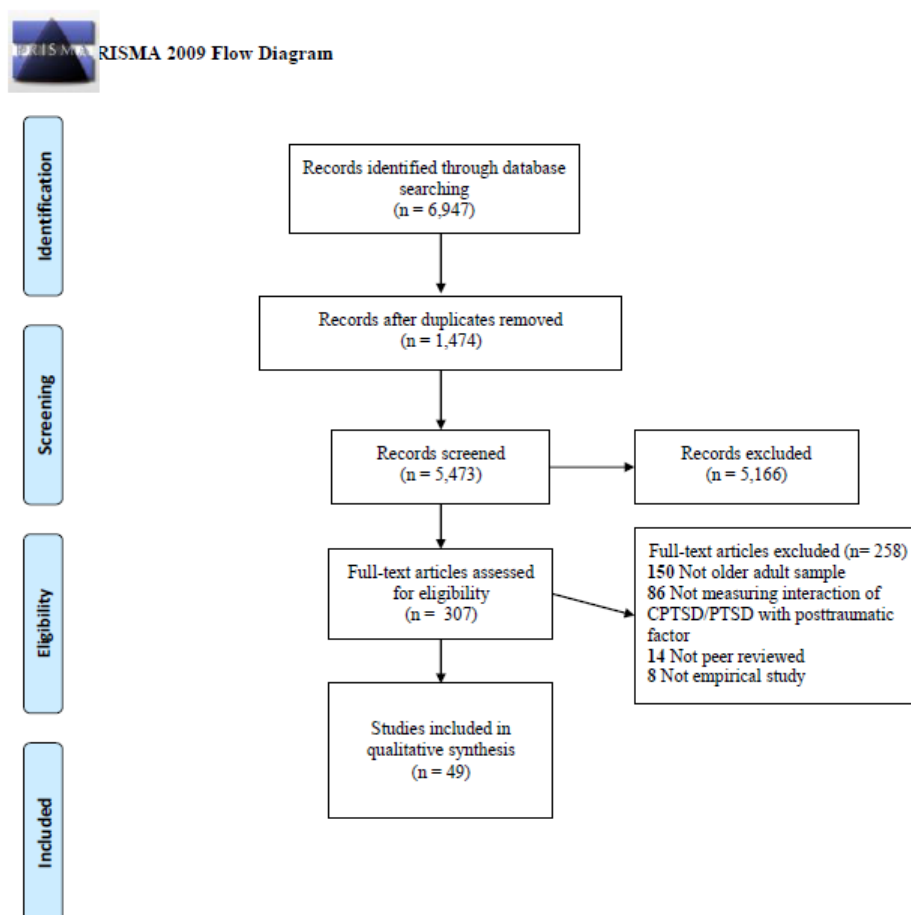 PRISMA
RISMA 2009 Flow Diagram
Identification
Records identified through database
searching
(n = 6,947)
Records after duplicates removed
(n = 1,474)
Screening
Records screened
(n = 5,473)
Records excluded
(n = 5,166)
Eligibility
Full-text articles assessed
for eligibility
(n = 307)
Full-text articles excluded (n= 258)
150 Not older adult sample
86 Not measuring interaction of
CPTSD/PTSD with posttraumatic
factor
14 Not peer reviewed
8 Not empirical study
Included
Studies included in
qualitative synthesis
(n = 49)